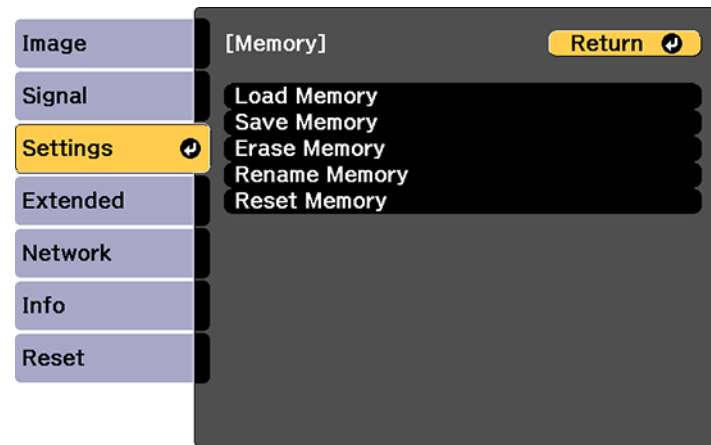 Image
Signal
Settings
Extended
Network
Info
Reset
[Memory]
Return
Load Memory
Save Memory
Erase Memory
Rename Memory
Reset Memory